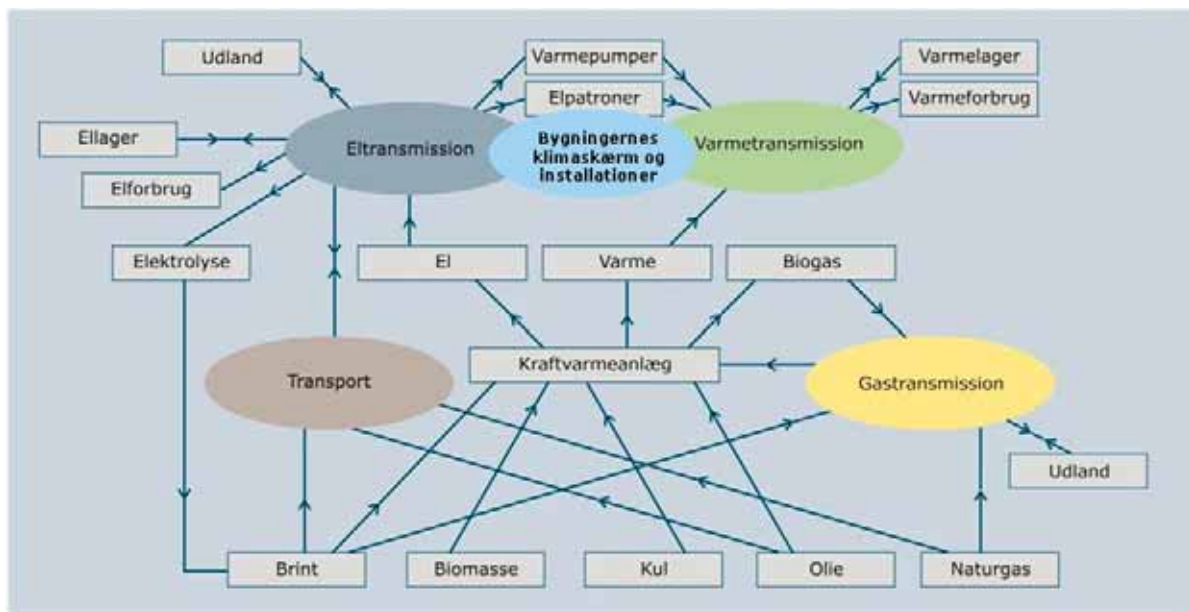 Udland
Varmepumper
Varmelager
Elpatroner
Varmeforbrug
Ellager
Eltransmission
Bygningernes
klimaskærm og
installationer
Varmetransmission
Elforbrug
Elektrolyse
El
Varme
Biogas
Transport
Kraftvarmeanlæg
Gastransmission
Udland
Brint
Biomasse
Kul
Olie
Naturgas